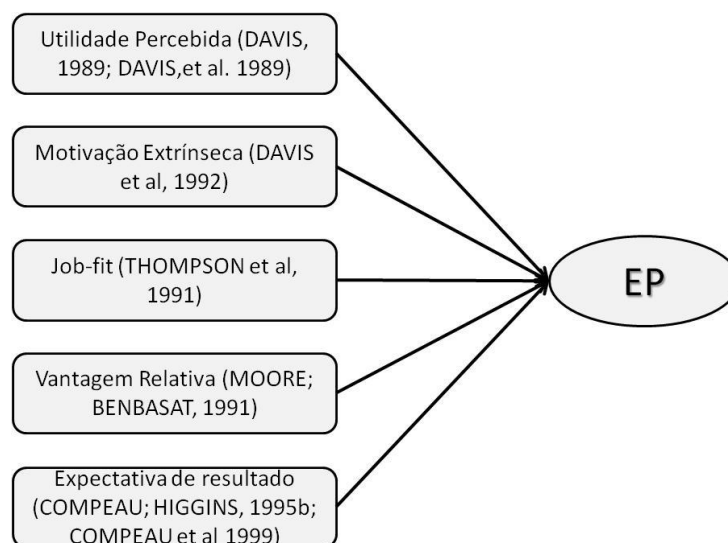 Utilidade Percebida (DAVIS,
1989; DAVIS,et al. 1989)
Motivação Extrínseca (DAVIS
et al, 1992)
Job-fit (THOMPSON et al,
1991)
EP
Vantagem Relativa (MOORE;
BENBASAT, 1991)
Expectativa de resultado
(COMPEAU; HIGGINS, 1995b;
COMPEAU et al 1999)